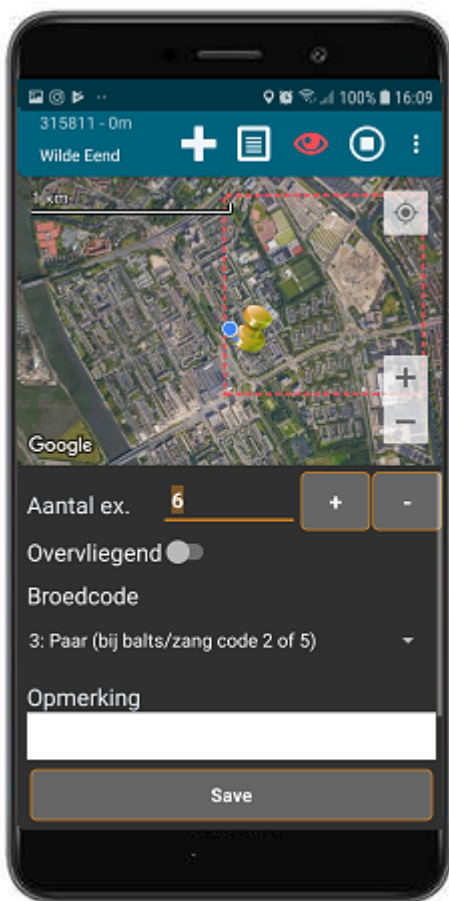 100% 16:09
315811 - 0m
Wilde Eend
1 km
+
−
Google
Aantal ex. 6 + -
Overvliegend
Broedcode
3: Paar (bij balts/zang code 2 of 5)
Opmerking
Save